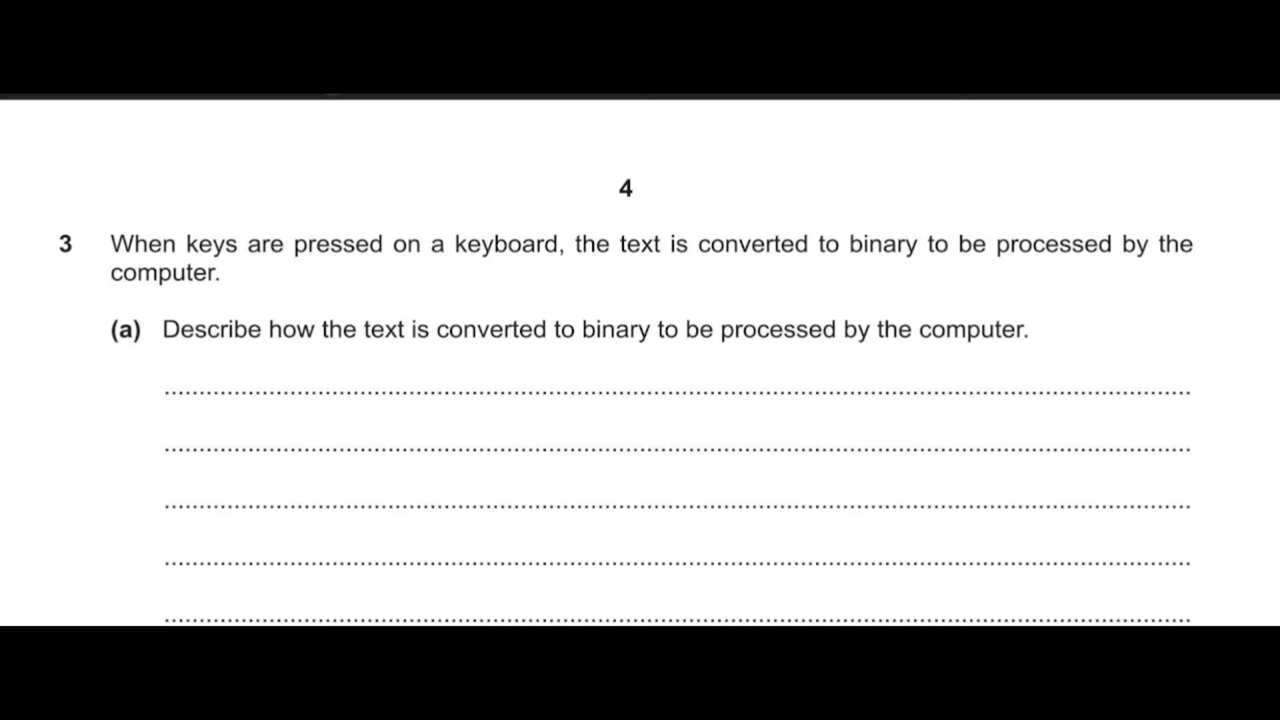 4
3 When keys are pressed on a keyboard, the text is converted to binary to be processed by the
computer.
(a) Describe how the text is converted to binary to be processed by the computer.